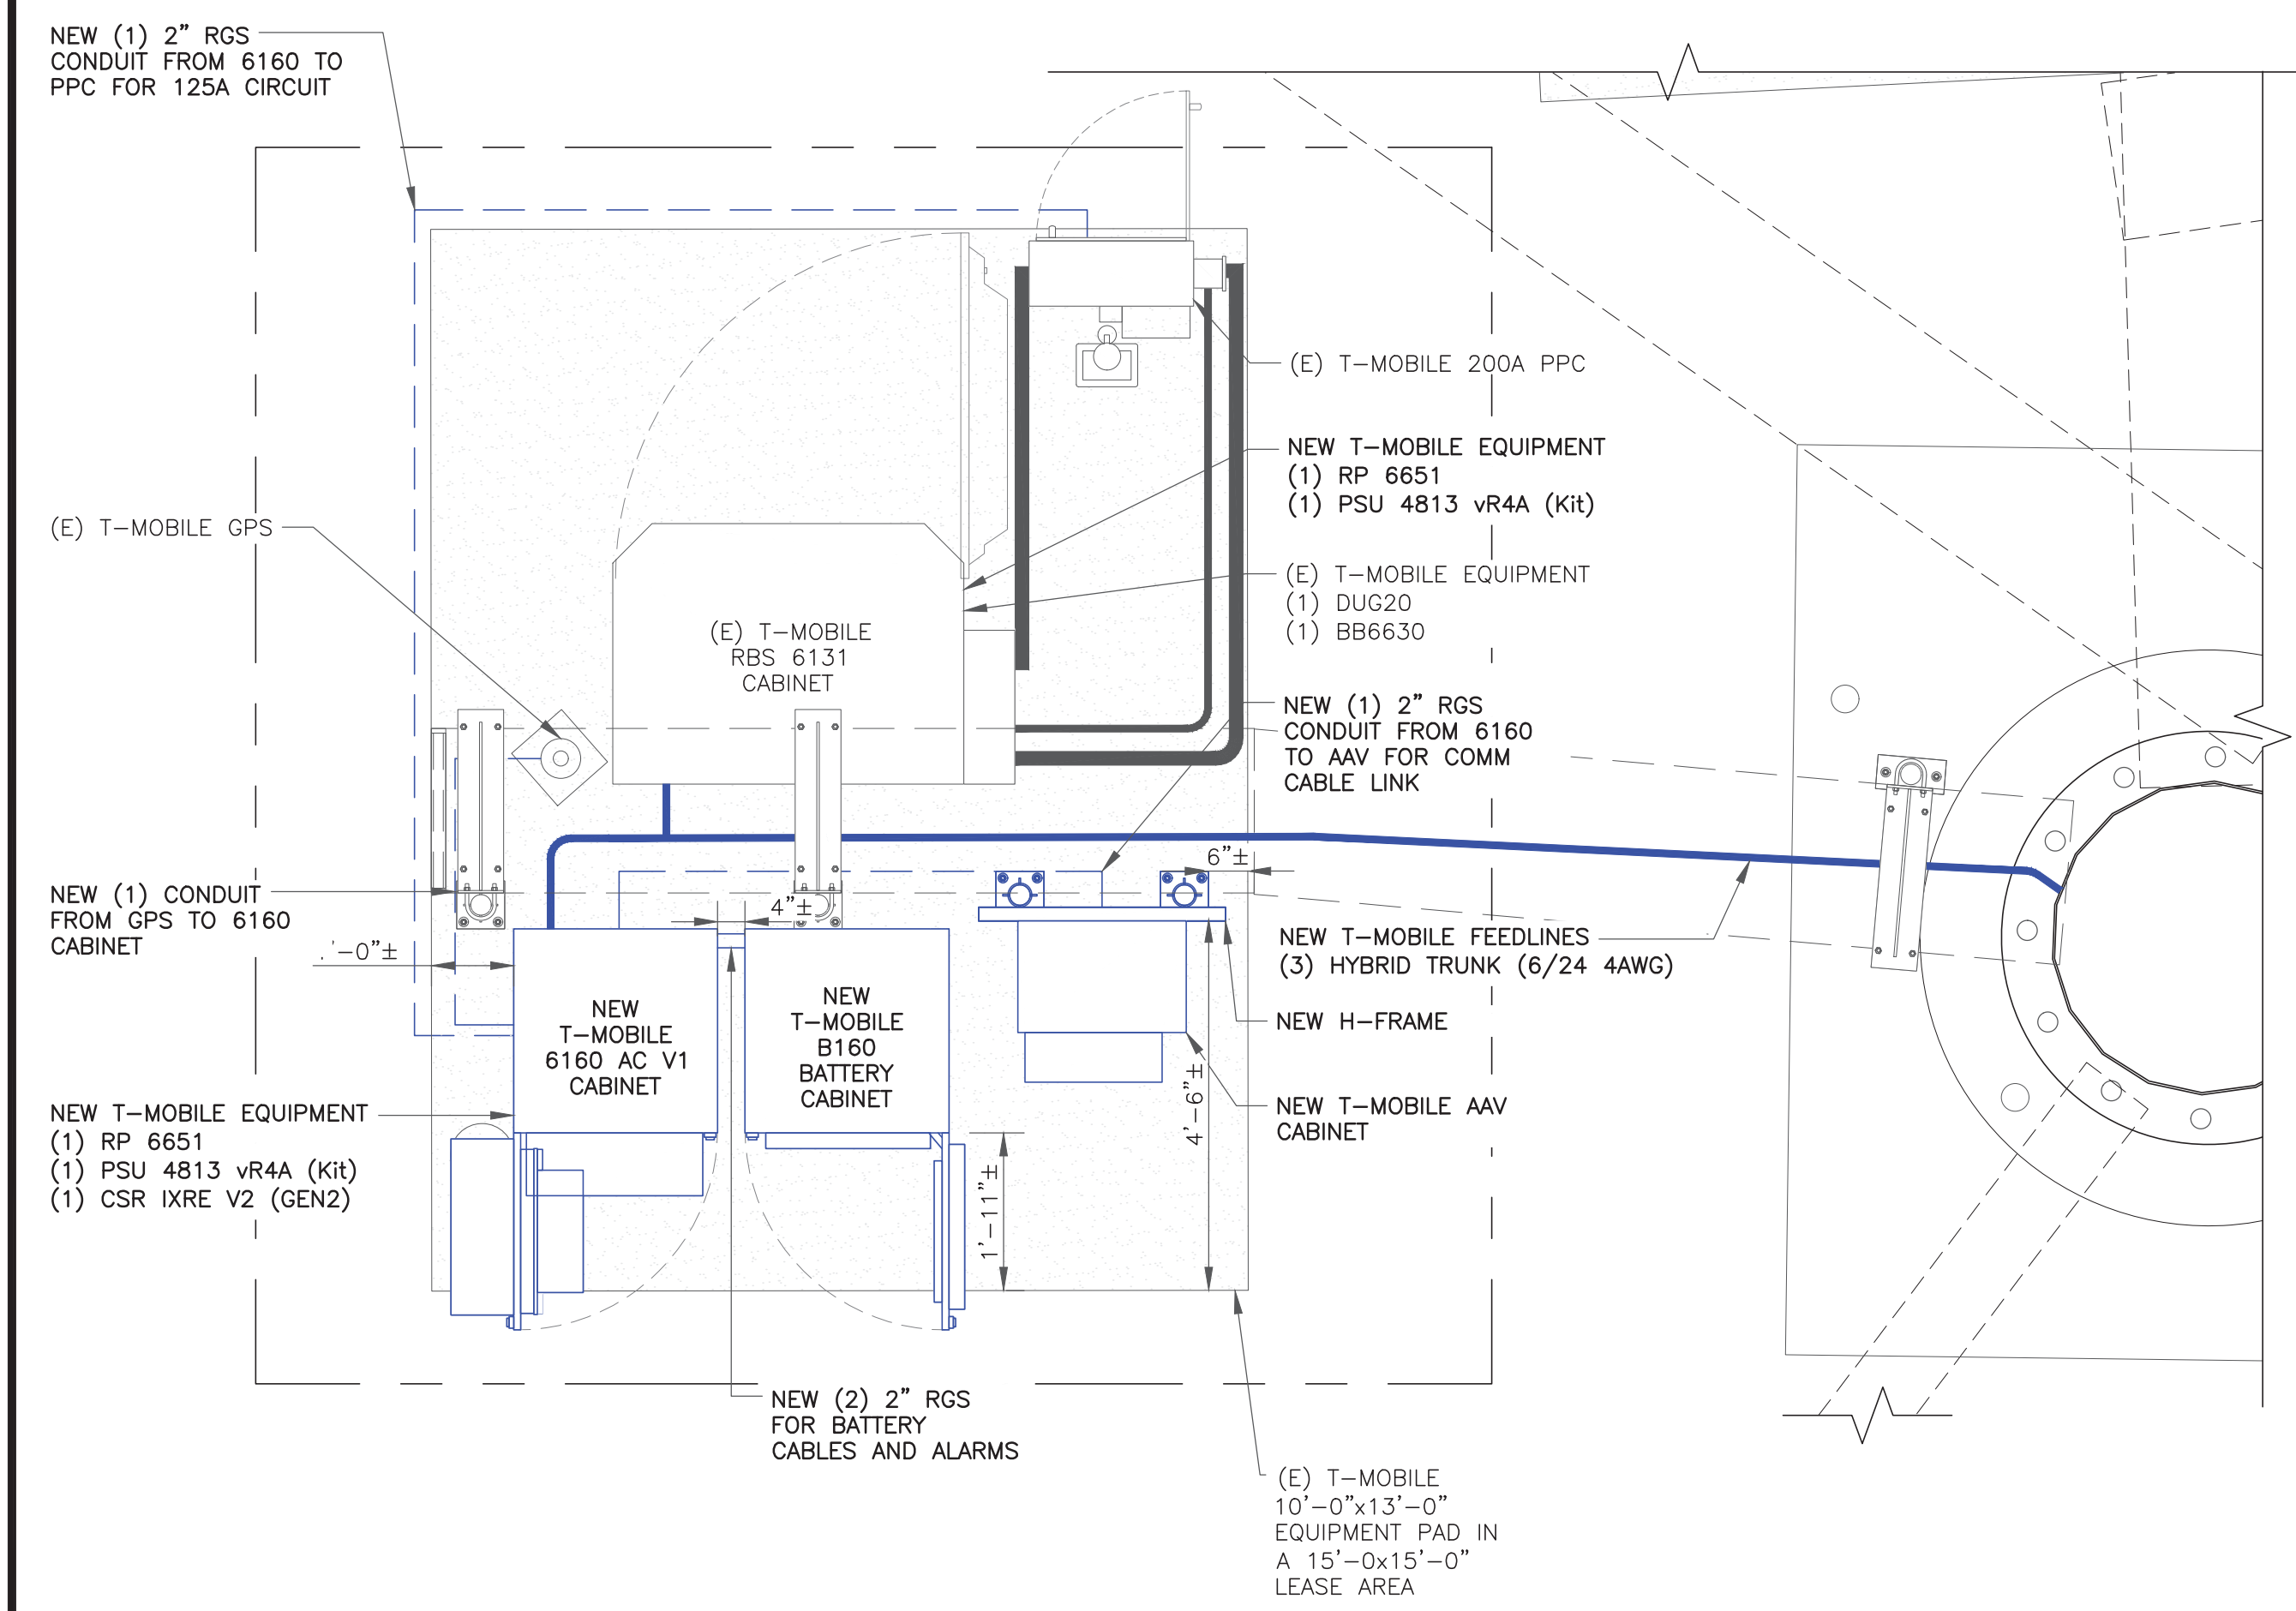 NEW (1) 2" RGS
CONDUIT FROM 6160 TO
PPC FOR 125A CIRCUIT
(E) T-MOBILE 200A PPC
NEW T-MOBILE EQUIPMENT
(1) RP 6651
(1) PSU 4813 vR4A (Kit)
(E) T-MOBILE GPS
(E) T-MOBILE EQUIPMENT
(1) DUG20
(1) BB6630
(E) T-MOBILE
RBS 6131
CABINET
NEW (1) 2" RGS
CONDUIT FROM 6160
TO AAV FOR COMM
CABLE LINK
6"±
NEW (1) CONDUIT
FROM GPS TO 6160
CABINET
4"±
'-0"±
NEW T-MOBILE FEEDLINES
(3) HYBRID TRUNK (6/24 4AWG)
NEW
T-MOBILE
6160 AC V1
CABINET
NEW
T-MOBILE
B160
BATTERY
CABINET
NEW H-FRAME
4'-6"±
NEW T-MOBILE AAV
CABINET
NEW T-MOBILE EQUIPMENT
(1) RP 6651
(1) PSU 4813 vR4A (Kit)
(1) CSR IXRE V2 (GEN2)
1'-11"±
NEW (2) 2" RGS
FOR BATTERY
CABLES AND ALARMS
(E) T-MOBILE
10'-0"x13'-0"
EQUIPMENT PAD IN
A 15'-0x15'-0"
LEASE AREA